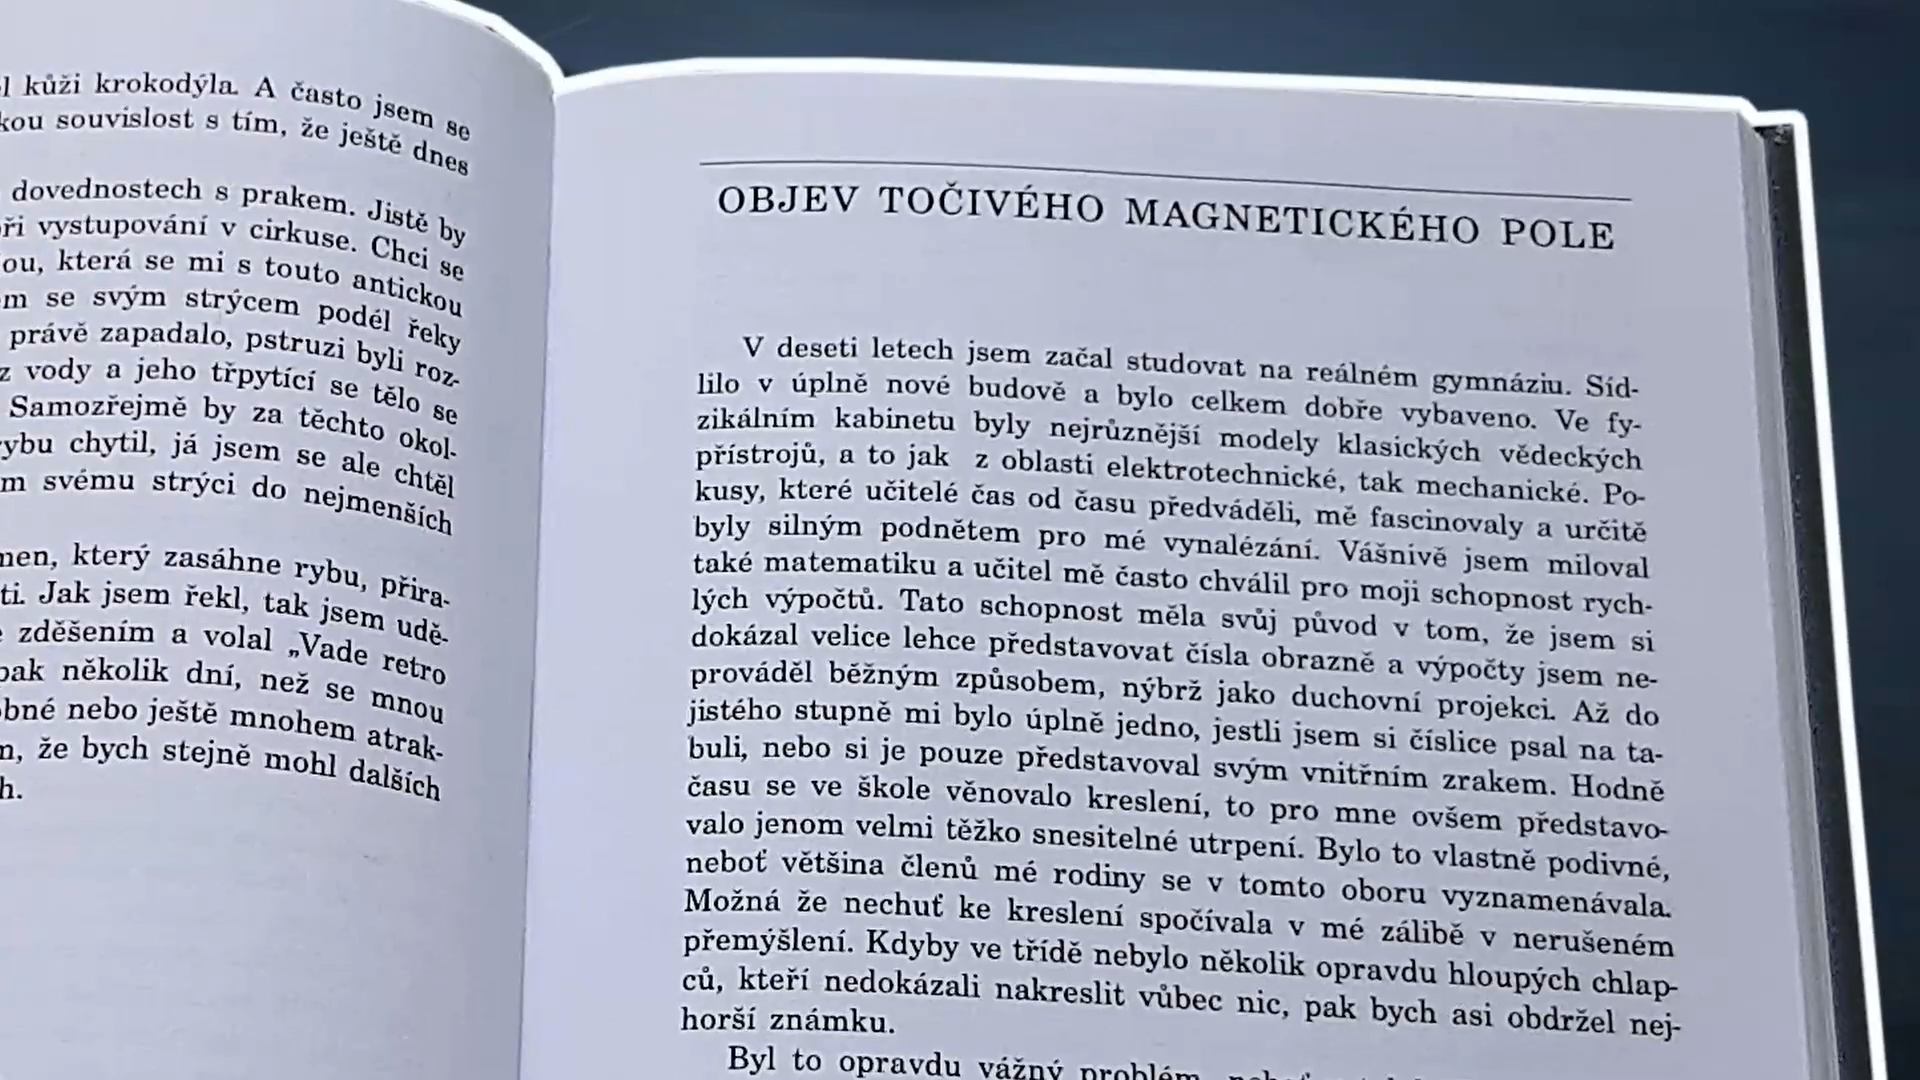 kůži krokodýla. A často jsem se
souvislost s tím, že ještě dnes
dovednostech s prakem. Jistě by
vystupování v cirkuse. Chci se
která se mi s touto antickou
se svým strýcem podél řeky
právě zapadalo, pstruzi byli roz-
z vody a jeho třpytící se tělo se
Samozřejmě by za těchto okol-
chytil, já jsem se ale chtěl
svému strýci do nejmenších
který zasáhne rybu, přira-
Jak jsem řekl, tak jsem udě-
zděšením a volal „Vade retro
pak několik dní, než se mnou
nebo ještě mnohem atrak-
že bych stejně mohl dalších
OBJEV TOČIVÉHO MAGNETICKÉHO POLE
V deseti letech jsem začal studovat na reálném gymnáziu. Síd-
lilo v úplně nové budově a bylo celkem dobře vybaveno. Ve fy-
zikálním kabinetu byly nejrůznější modely klasických vědeckých
přístrojů, a to jak z oblasti elektrotechnické, tak mechanické. Po-
kusy, které učitelé čas od času předváděli, mě fascinovaly a určitě
byly silným podnětem pro mé vynalézání. Vášnivě jsem miloval
také matematiku a učitel mě často chválil pro moji schopnost rych-
lých výpočtů. Tato schopnost měla svůj původ v tom, že jsem si
dokázal velice lehce představovat čísla obrazně a výpočty jsem ne-
prováděl běžným způsobem, nýbrž jako duchovní projekci. Až do
jistého stupně mi bylo úplně jedno, jestli jsem si číslice psal na ta-
buli, nebo si je pouze představoval svým vnitřním zrakem. Hodně
času se ve škole věnovalo kreslení, to pro mne ovšem představo-
valo jenom velmi těžko snesitelné utrpení. Bylo to vlastně podivné,
neboť většina členů mé rodiny se v tomto oboru vyznamenávala.
Možná že nechuť ke kreslení spočívala v mé zálibě v nerušeném
přemýšlení. Kdyby ve třídě nebylo několik opravdu hloupých chlap-
ců, kteří nedokázali nakreslit vůbec nic, pak bych asi obdržel nej-
horší známku.
Byl to opravdu vážný problém,